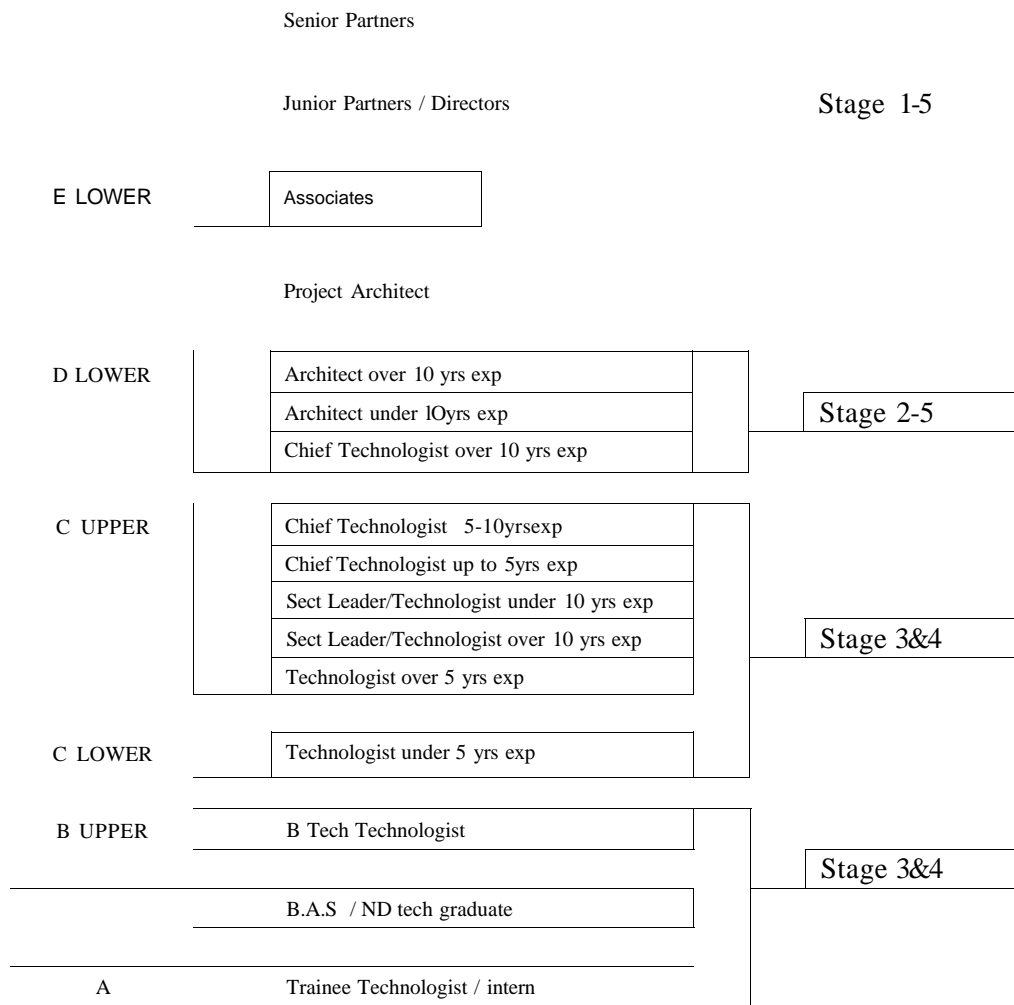 Senior Partners
Junior Partners / Directors Stage 1-5
E LOWER Associates
Project Architect
D LOWER Architect over 10 yrs exp
Architect under lOyrs exp Stage 2-5
Chief Technologist over 10 yrs exp
C UPPER Chief Technologist 5-10yrsexp
Chief Technologist up to 5yrs exp
Sect Leader/Technologist under 10 yrs exp
Sect Leader/Technologist over 10 yrs exp Stage 3&4
Technologist over 5 yrs exp
C LOWER Technologist under 5 yrs exp
B UPPER B Tech Technologist
Stage 3&4
B.A.S / ND tech graduate
A Trainee Technologist / intern